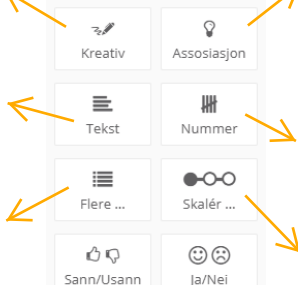 Kreativ
Assosiasjon
Tekst
Nummer
Flere ...
Skalér ...
Sann/Usann
Ja/Nei